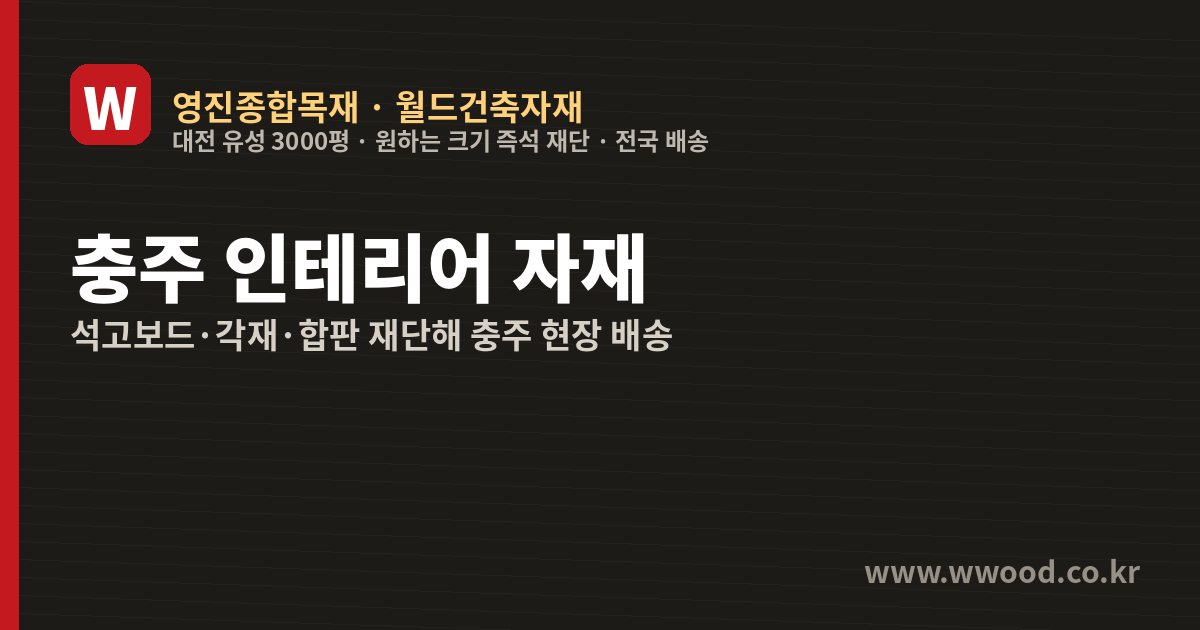 W
영진종합목재 · 월드건축자재
대전 유성 3000평 · 원하는 크기 즉석 재단 · 전국 배송
충주 인테리어 자재
석고보드·각재·합판 재단해 충주 현장 배송
www.wwood.co.kr